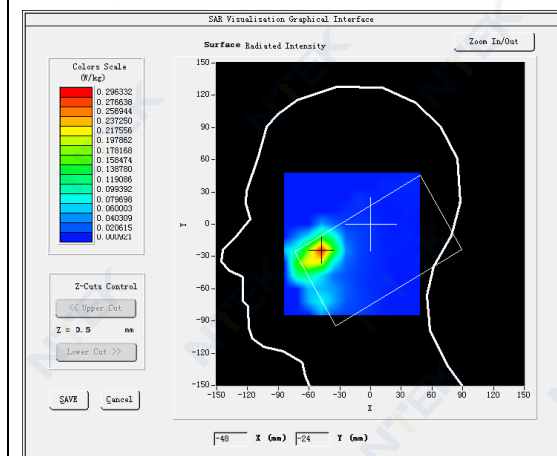 SAR Visualisation Graphical Interface
Surface Radiated Intensity
Zoom In/Out
Colors Scale
(W/kg)
0.296332
0.276638
0.256944
0.237250
0.217556
0.197862
0.178168
0.158474
0.138780
0.119086
0.099392
0.079698
0.060003
0.040309
0.020615
0.000921
150
120
90
60
30
0
-30
-60
-90
-120
-150
Y
-150 -120 -90 -60 -30 0 30 60 90 120 150
X
Z-Cuts Control
<< Upper Cut
Z = 3.5 mm
Lower Cut >>
SAVE Cancel
-48 X (mm) -24 Y (mm)
NTEK